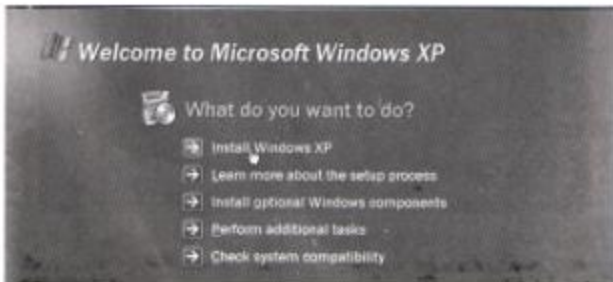 Welcome to Microsoft Windows XP
What do you want to do?
Install Windows XP
Learn more about the setup process
Install optional Windows components
Perform additional tasks
Check system compatibility